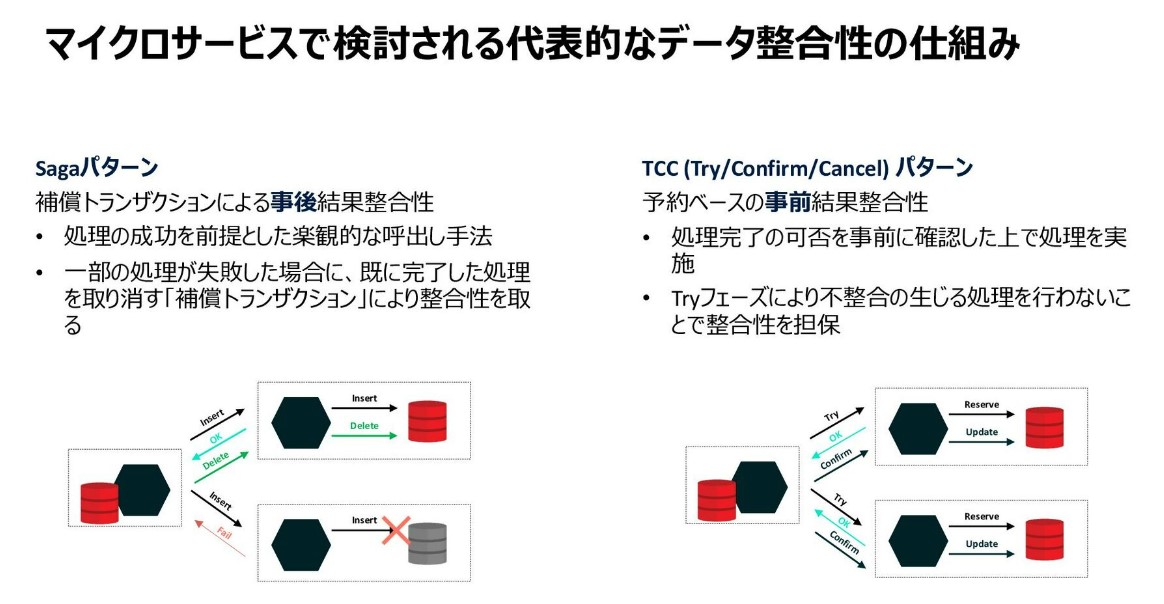 マイクロサービスで検討される代表的なデータ整合性の仕組み
Sagaパターン
補償トランザクションによる事後結果整合性
• 処理の成功を前提とした楽観的な呼出し手法
• 一部の処理が失敗した場合に、既に完了した処理
を取り消す「補償トランザクション」により整合性を取
る
Insert
OK
Delete
Insert
Fail
Insert
Delete
Insert
TCC (Try/Confirm/Cancel) パターン
予約ベースの事前結果整合性
• 処理完了の可否を事前に確認した上で処理を実
施
• Tryフェーズにより不整合の生じる処理を行わないこ
とで整合性を担保
Try
OK
Confirm
Try
OK
Confirm
Reserve
Update
Reserve
Update